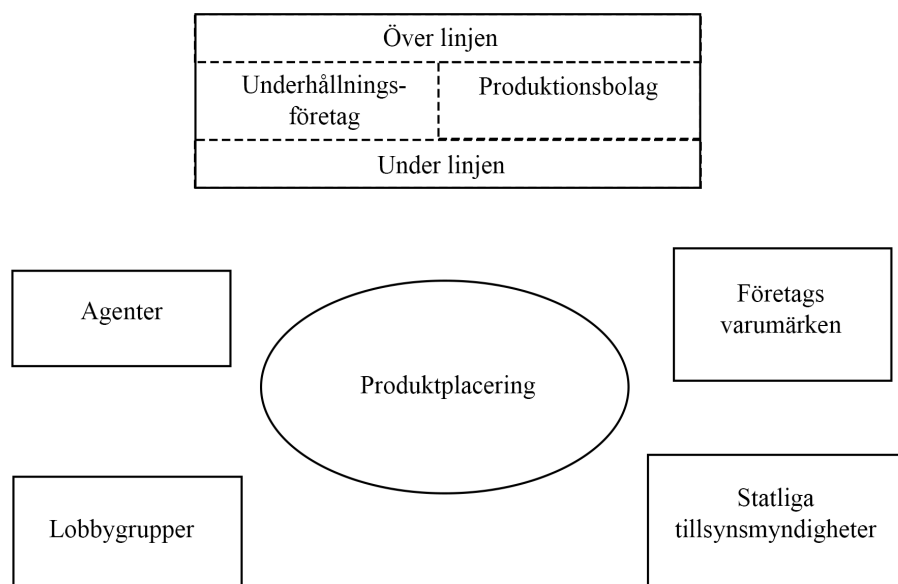 Över linjen
Underhållnings-
företag
Produktionsbolag
Under linjen
Agenter
Företags
varumärken
Produktplacering
Lobbygrupper
Statliga
tillsynsmyndigheter